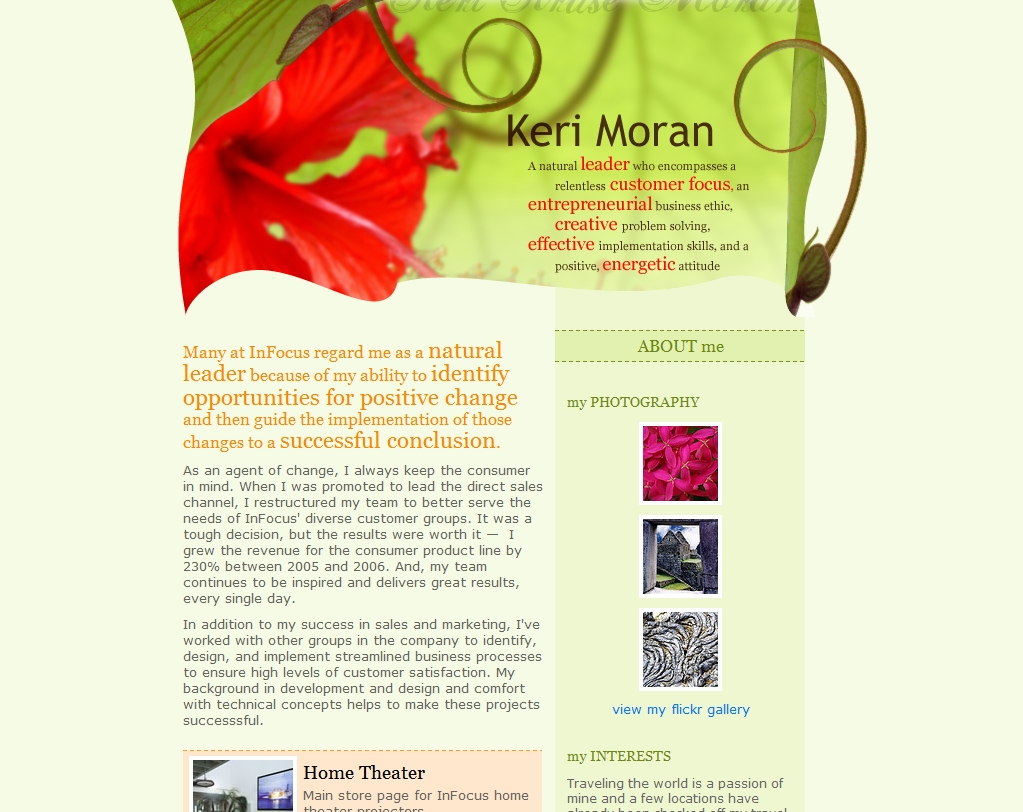 Keri Moran
A natural leader who encompasses a
relentless customer focus, an
entrepreneurial business ethic,
creative problem solving,
effective implementation skills, and a
positive, energetic attitude
Many at InFocus regard me as a natural
leader because of my ability to identify
opportunities for positive change
and then guide the implementation of those
changes to a successful conclusion.
As an agent of change, I always keep the consumer
in mind. When I was promoted to lead the direct sales
channel, I restructured my team to better serve the
needs of InFocus' diverse customer groups. It was a
tough decision, but the results were worth it — I
grew the revenue for the consumer product line by
230% between 2005 and 2006. And, my team
continues to be inspired and delivers great results,
every single day.
In addition to my success in sales and marketing, I've
worked with other groups in the company to identify,
design, and implement streamlined business processes
to ensure high levels of customer satisfaction. My
background in development and design and comfort
with technical concepts helps to make these projects
successsful.
Home Theater
Main store page for InFocus home
theater projectors
ABOUT me
my PHOTOGRAPHY
view my flickr gallery
my INTERESTS
Traveling the world is a passion of
mine and a few locations have